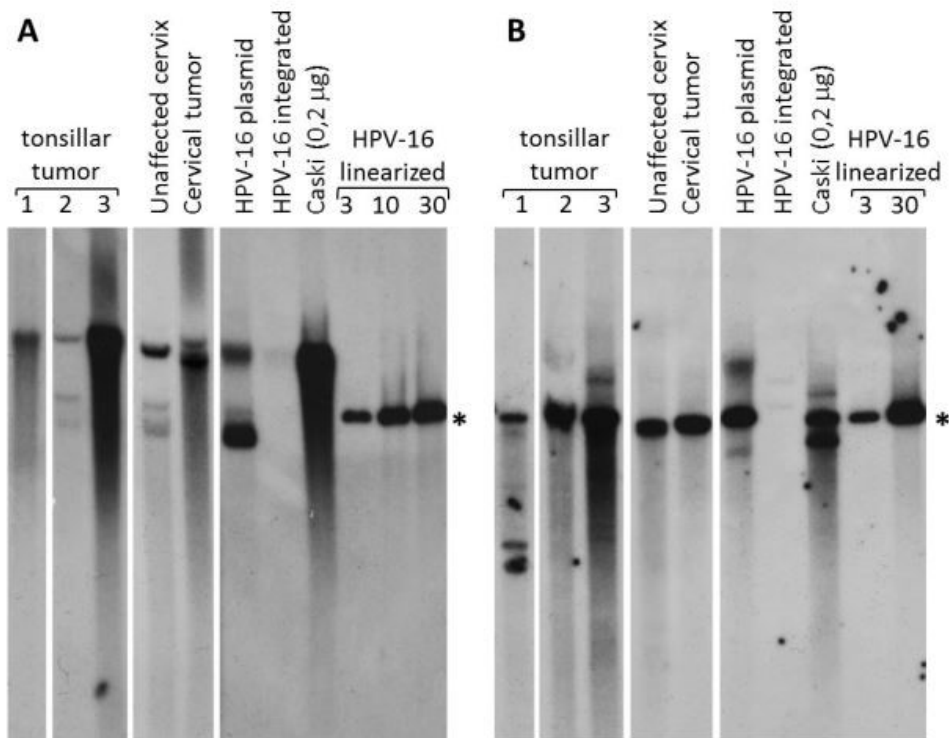 A
tonsillar
tumor
1 2 3
Unaffected cervix
Cervical tumor
HPV-16 plasmid
HPV-16 integrated
Caski (0,2 µg)
HPV-16
linearized
3 10 30
*
B
tonsillar
tumor
1 2 3
Unaffected cervix
Cervical tumor
HPV-16 plasmid
HPV-16 integrated
Caski (0,2 µg)
HPV-16
linearized
3 30
*